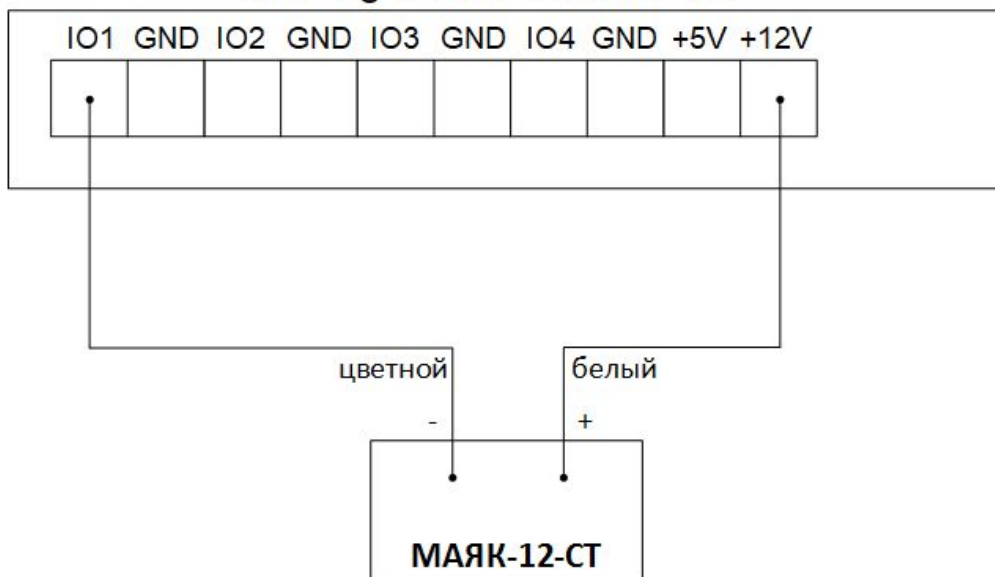 IO1 GND IO2 GND IO3 GND IO4 GND +5V +12V
цветной белый
- +
МАЯК-12-СТ